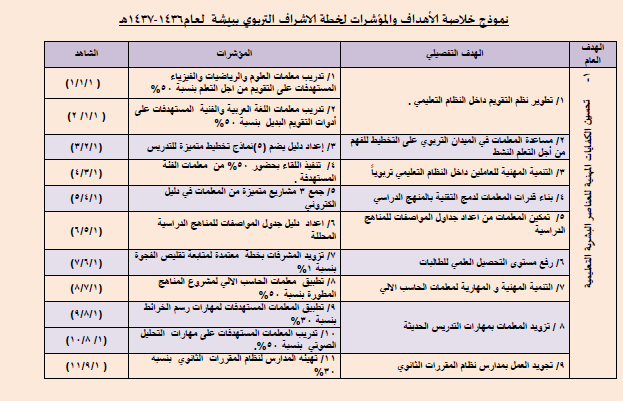 نموذج خلاصة الأهداف والمؤشرات لخطة الاشراف التربوي ببيشة لعام١٤٣٦-١٤٣٧هـ
الهدف العام
الهدف التفصيلي
المؤشرات
الشاهد
١- تحسين الكفايات المهنية للعناصر البشرية التعليمية
١/ تطوير نظم التقويم داخل النظام التعليمي .
١/ تدريب معلمات العلوم والرياضيات والفيزياء
المستهدفات على التقويم من اجل التعلم بنسبة ٥٠%
(١/١/١ )
٢/ تدريب معلمات اللغة العربية والفنية المستهدفات على
أدوات التقويم البديل بنسبة ٥٠%
(١/١/ ٢)
٢/ مساعدة المعلمات في الميدان التربوي على التخطيط للفهم
من أجل التعلم النشط
٣/ إعداد دليل يضم (٥)نماذج تخطيط متميزة للتدريس
(٣/٢/١)
٣/ التنمية المهنية للعاملين داخل النظام التعليمي تربوياً
٤/ تنفيذ اللقاء بحضور ٥٠% من معلمات الفئة
المستهدفة .
(٤/٣/١)
٤/ بناء قدرات المعلمات لدمج التقنية بالمنهج الدراسي
٥/ جمع ٣ مشاريع متميزة من المعلمات في دليل
الكتروني
(٥/٤/١)
٥/ تمكين المعلمات من اعداد جداول المواصفات للمناهج
الدراسية
٦/ اعداد دليل جدول المواصفات للمناهج الدراسية
المحللة
(٦/٥/١)
٦/ رفع مستوى التحصيل العلمي للطالبات
٧/ تزويد المشرفات بخطة معتمدة لمتابعة تقليص الفجوة
بنسبة ١%
(٧/٦/١)
٧/ التنمية المهنية و المهارية لمعلمات الحاسب الالي
٨/ تطبيق معلمات الحاسب الالي لمشروع المناهج
المطورة بنسبة ٥٠%
(٨/٧/١)
٨ / تزويد المعلمات بمهارات التدريس الحديثة
٩/ تطبيق المعلمات المستهدفات لمهارات رسم الخرائط
بنسبة ٣٠%
(٩/٨/١)
١٠/ تدريب المعلمات المستهدفات على مهارات التحليل
الصوتي بنسبة ٥٠%.
(١٠/٨ /١)
٩/ تجويد العمل بمدارس نظام المقررات الثانوي
١١/ تهيئه المدارس لنظام المقررات الثانوي بنسبه
٣٠%
(١١/٩/١ )